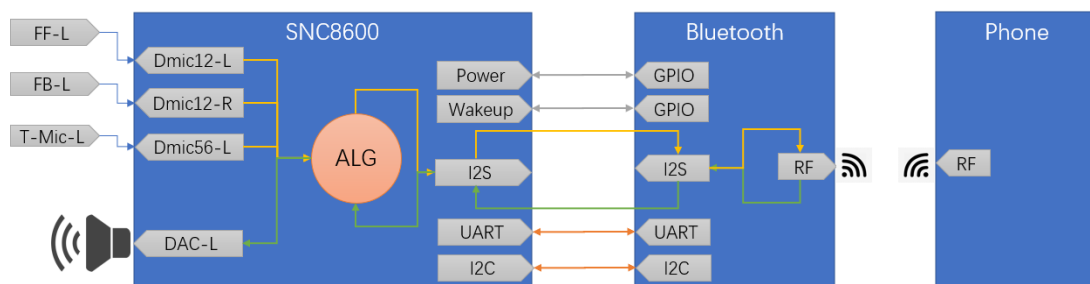 SNC8600
Bluetooth
Phone
FF-L
FB-L
T-Mic-L
Dmic12-L
Dmic12-R
Dmic56-L
DAC-L
ALG
Power
Wakeup
I2S
UART
I2C
GPIO
GPIO
I2S
UART
I2C
RF
RF